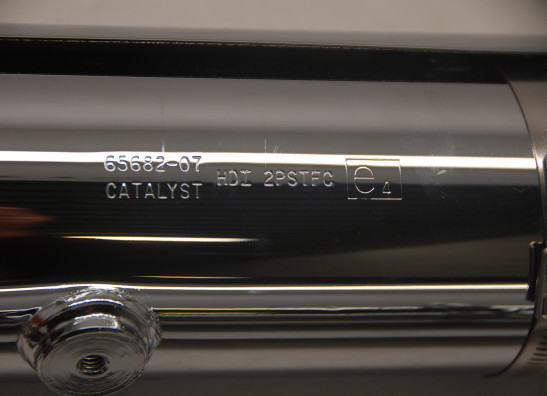 65682-07
CATALYST
HDI 2PSTFC
e4